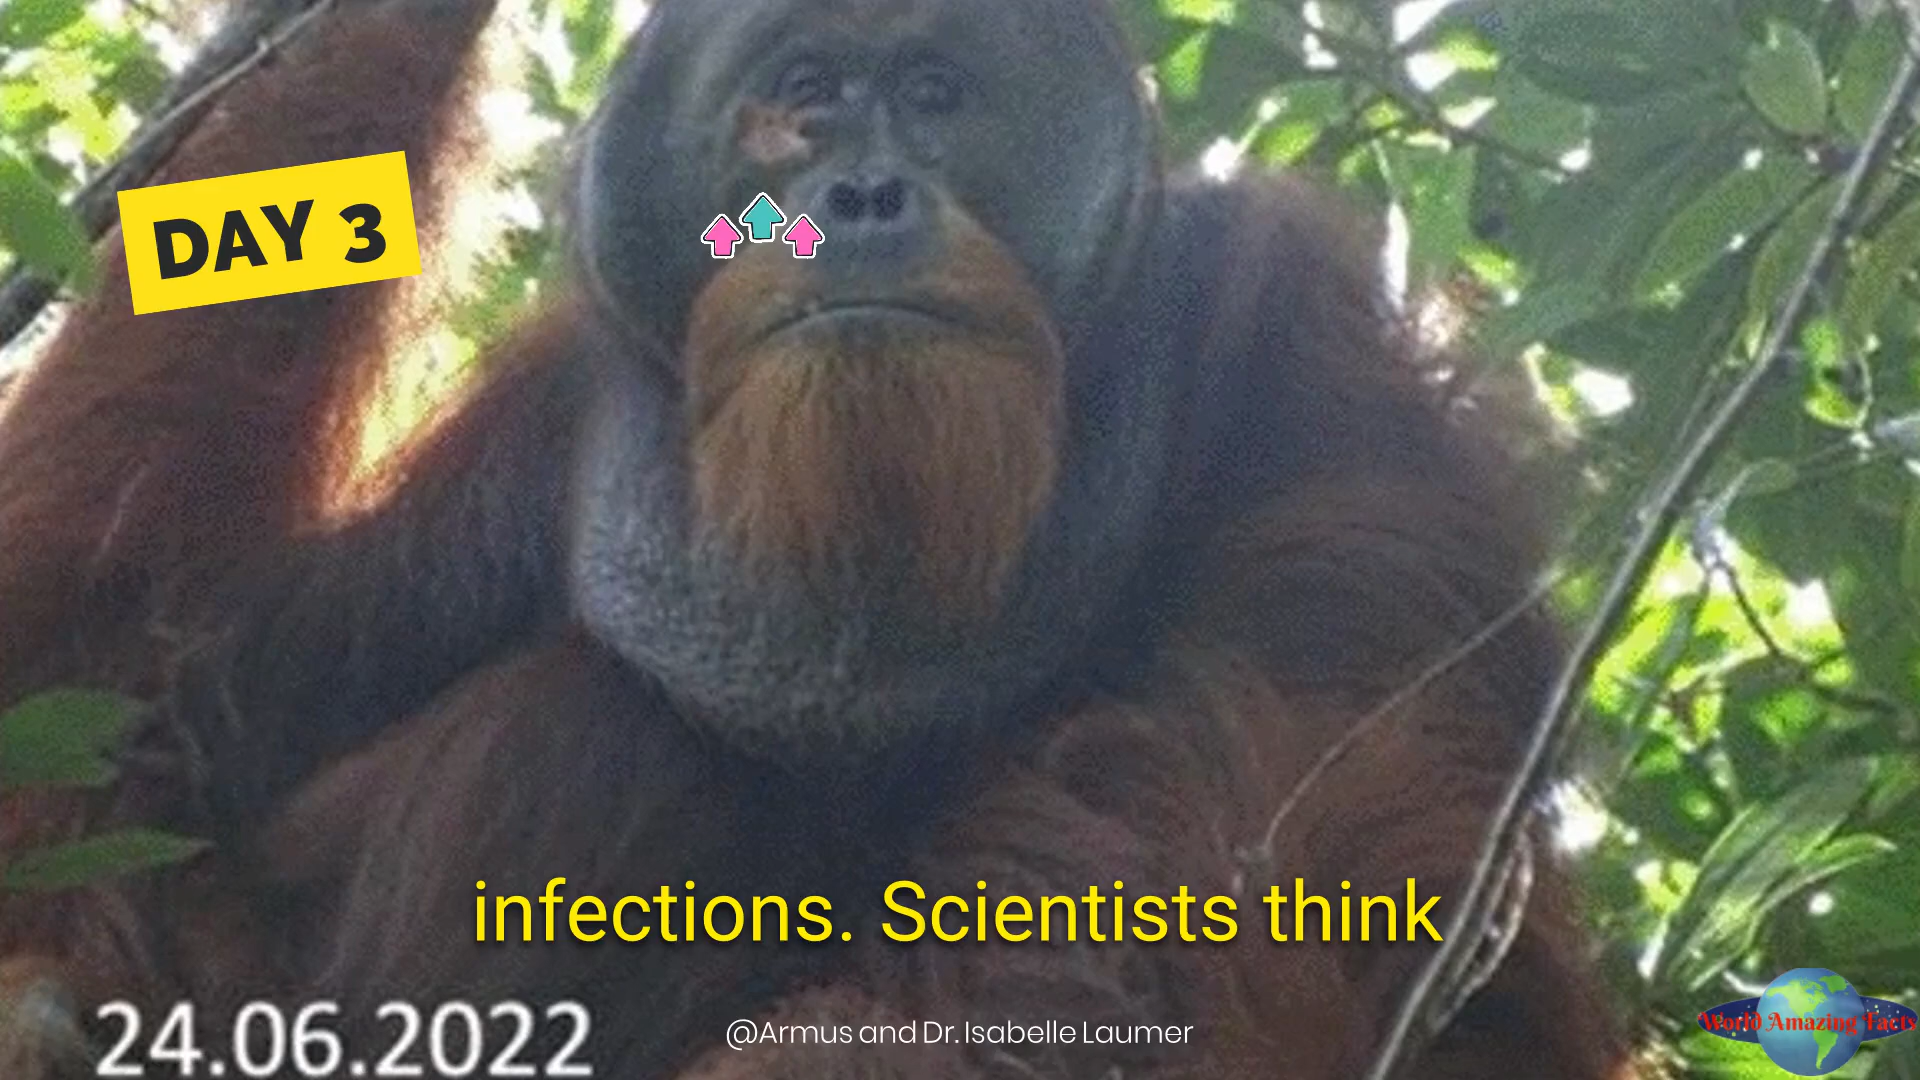 DAY 3
infections. Scientists think
24.06.2022
@Armus and Dr. Isabelle Laumer
World Amazing Facts